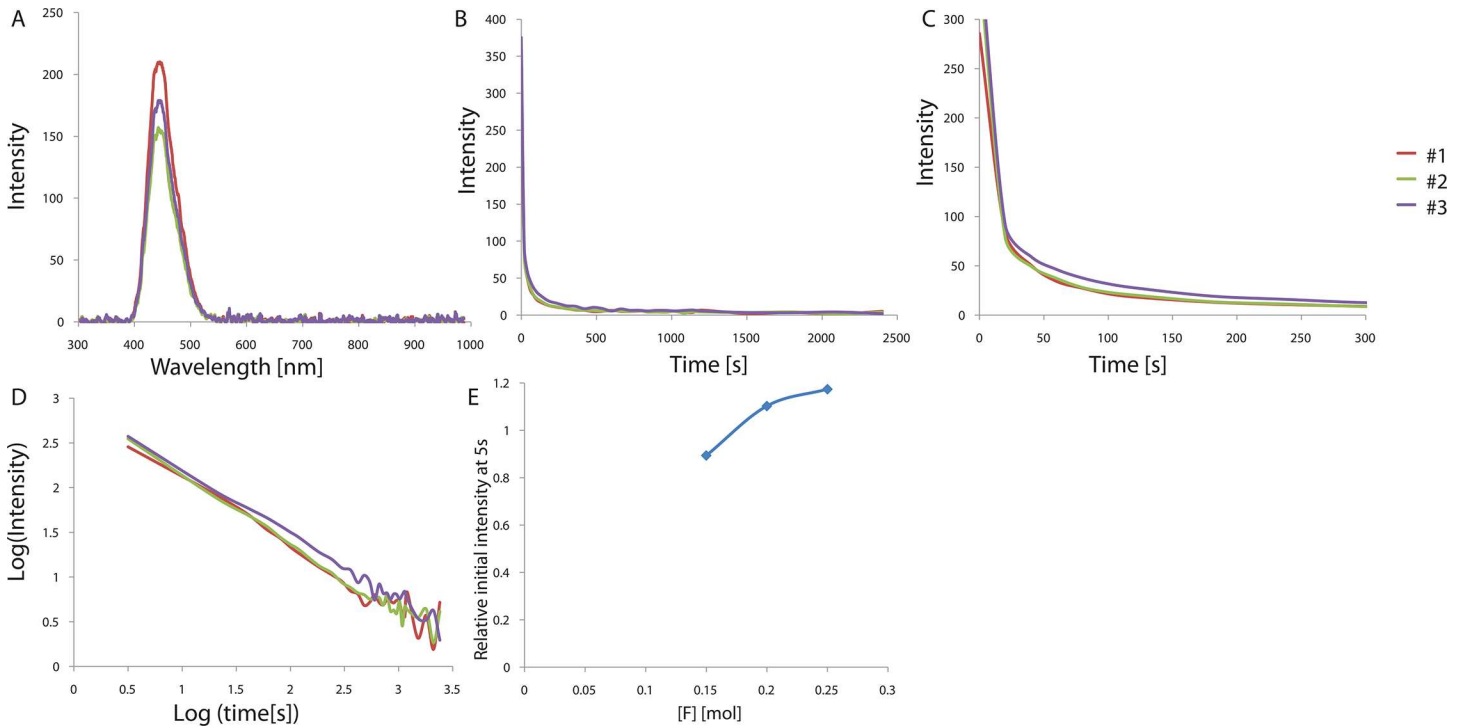 A
250
200
150
100
50
0
Intensity
300 400 500 600 700 800 900 1000
Wavelength [nm]
B
400
350
300
250
200
150
100
50
0
Intensity
0 500 1000 1500 2000 2500
Time [s]
C
300
250
200
150
100
50
0
Intensity
0 50 100 150 200 250 300
Time [s]
#1
#2
#3
D
3
2.5
2
1.5
1
0.5
0
Log(Intensity)
0 0.5 1 1.5 2 2.5 3 3.5
Log (time[s])
E
1.2
1
0.8
0.6
0.4
0.2
0
Relative initial intensity at 5s
0 0.05 0.1 0.15 0.2 0.25 0.3
[F] [mol]